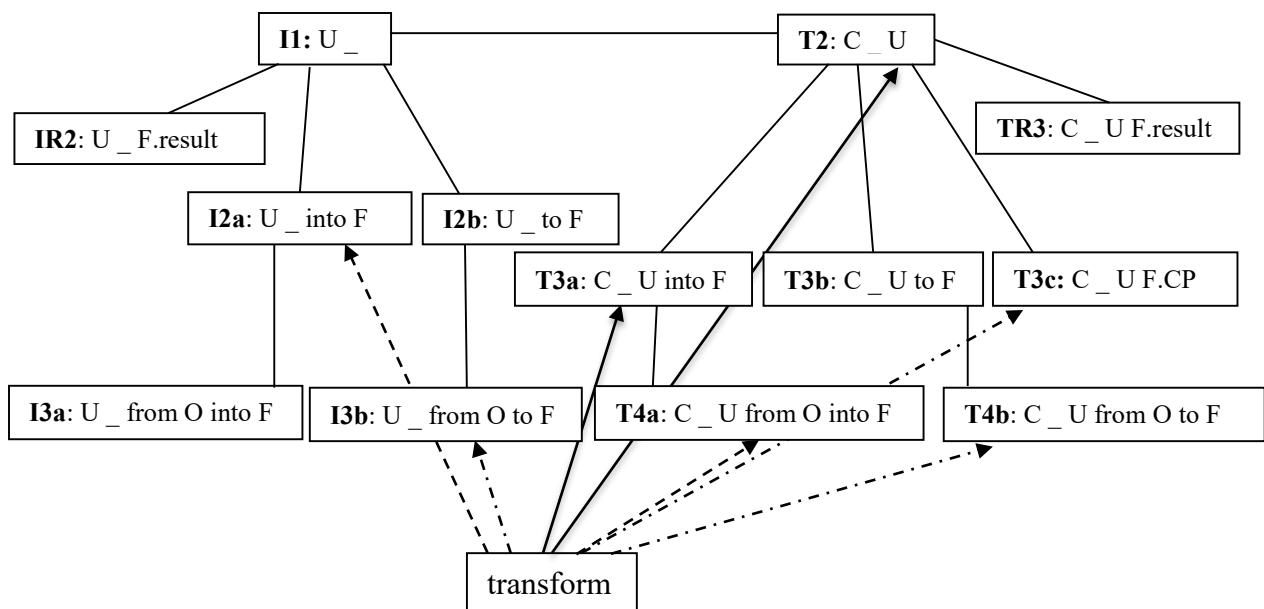 I1: U _
T2: C _ U
IR2: U _ F.result
TR3: C _ U F.result
I2a: U _ into F
I2b: U _ to F
T3a: C _ U into F
T3b: C _ U to F
T3c: C _ U F.CP
I3a: U _ from O into F
I3b: U _ from O to F
T4a: C _ U from O into F
T4b: C _ U from O to F
transform